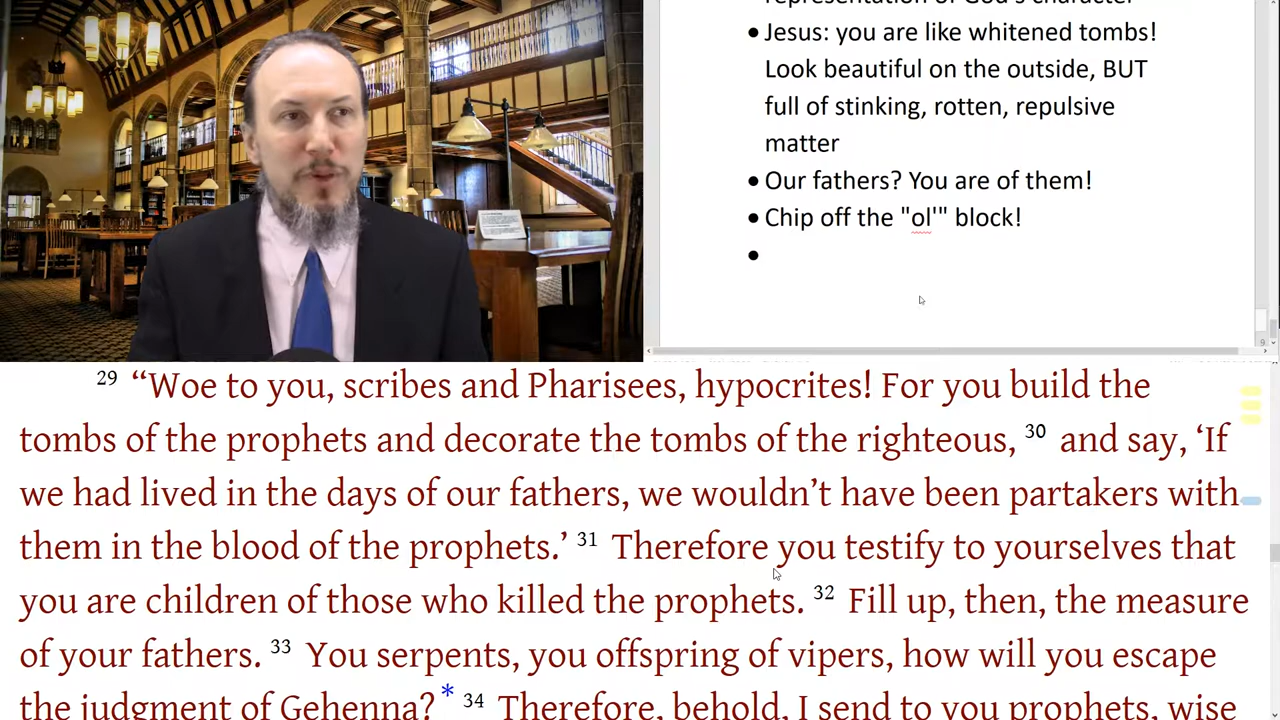 representation of God's character
• Jesus: you are like whitened tombs!
Look beautiful on the outside, BUT
full of stinking, rotten, repulsive
matter
• Our fathers? You are of them!
• Chip off the "ol'" block!
•
29 “Woe to you, scribes and Pharisees, hypocrites! For you build the
tombs of the prophets and decorate the tombs of the righteous, 30 and say, ‘If
we had lived in the days of our fathers, we wouldn’t have been partakers with
them in the blood of the prophets.’ 31 Therefore you testify to yourselves that
you are children of those who killed the prophets. 32 Fill up, then, the measure
of your fathers. 33 You serpents, you offspring of vipers, how will you escape
the judgment of Gehenna?* 34 Therefore, behold, I send to you prophets, wise